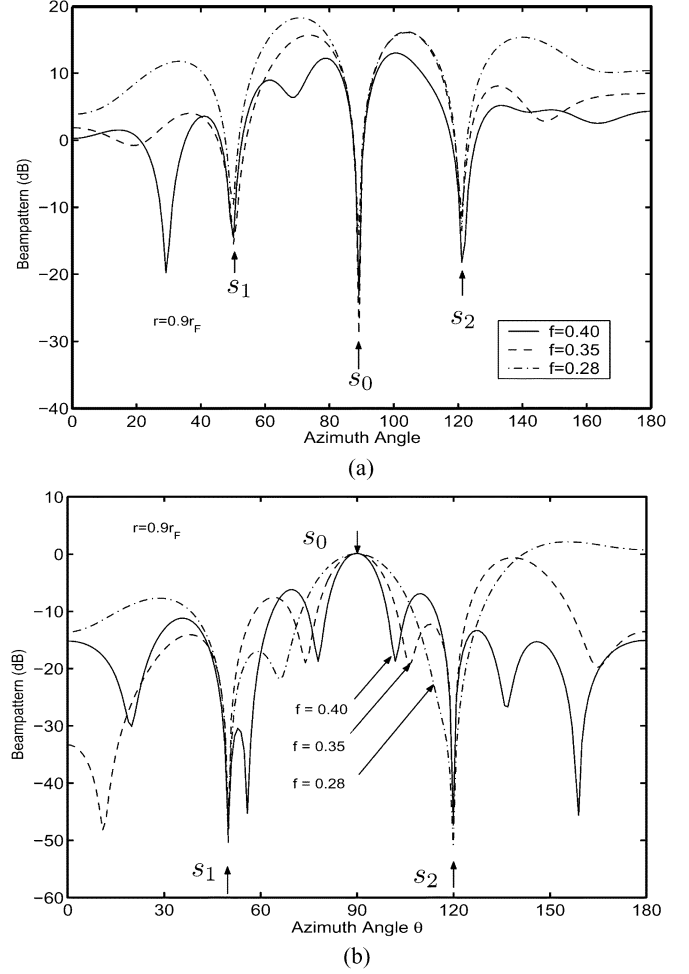 20
10
0
−10
−20
−30
−40
Beampattern (dB)
s1
s0
s2
r=0.9rF
f=0.40
f=0.35
f=0.28
0 20 40 60 80 100 120 140 160 180
Azimuth Angle
(a)
10
0
−10
−20
−30
−40
−50
−60
Beampattern (dB)
r=0.9rF
s0
f = 0.40
f = 0.35
f = 0.28
s1
s2
0 30 60 90 120 150 180
Azimuth Angle θ
(b)